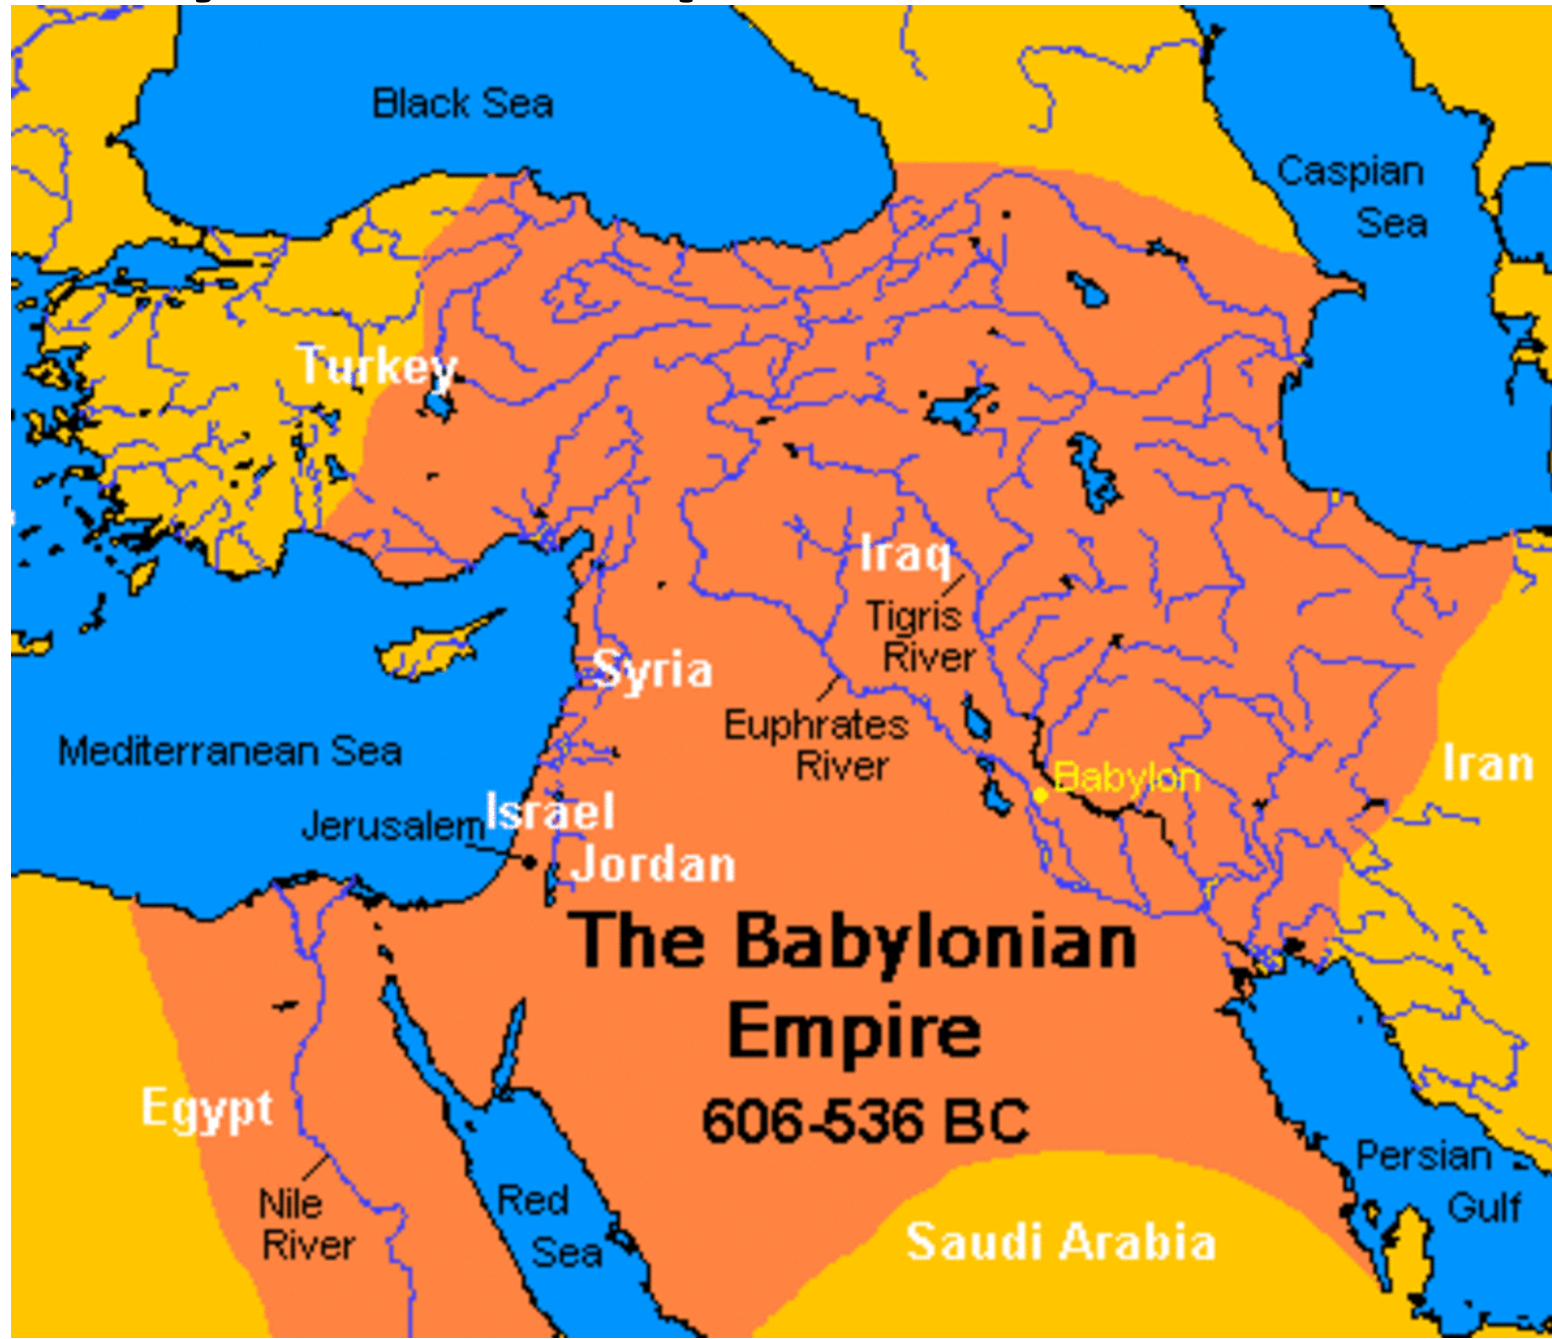 Black Sea
Caspian
Sea
Turkey
Iraq
Tigris
River
Syria
Euphrates
River
Mediterranean Sea
Iran
Babylon
Israel
Jerusalem
Jordan
The Babylonian
Empire
606-536 BC
Egypt
Nile
River
Red
Sea
Persian
Gulf
Saudi Arabia